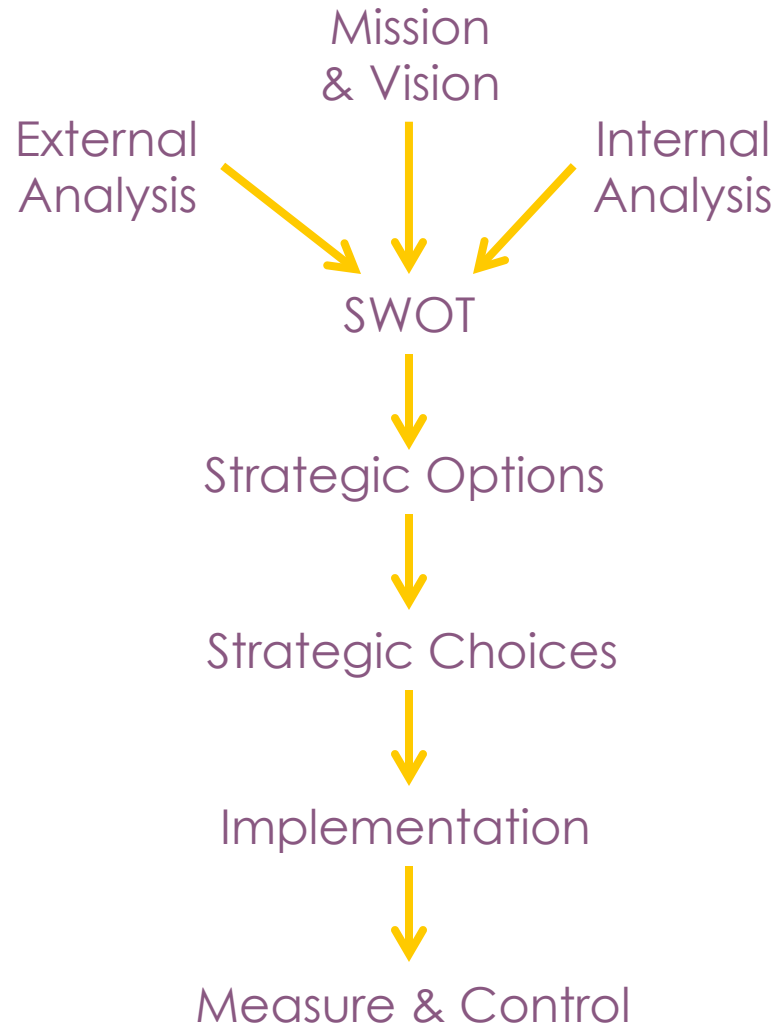 Mission
& Vision
External
Analysis
Internal
Analysis
SWOT
Strategic Options
Strategic Choices
Implementation
Measure & Control